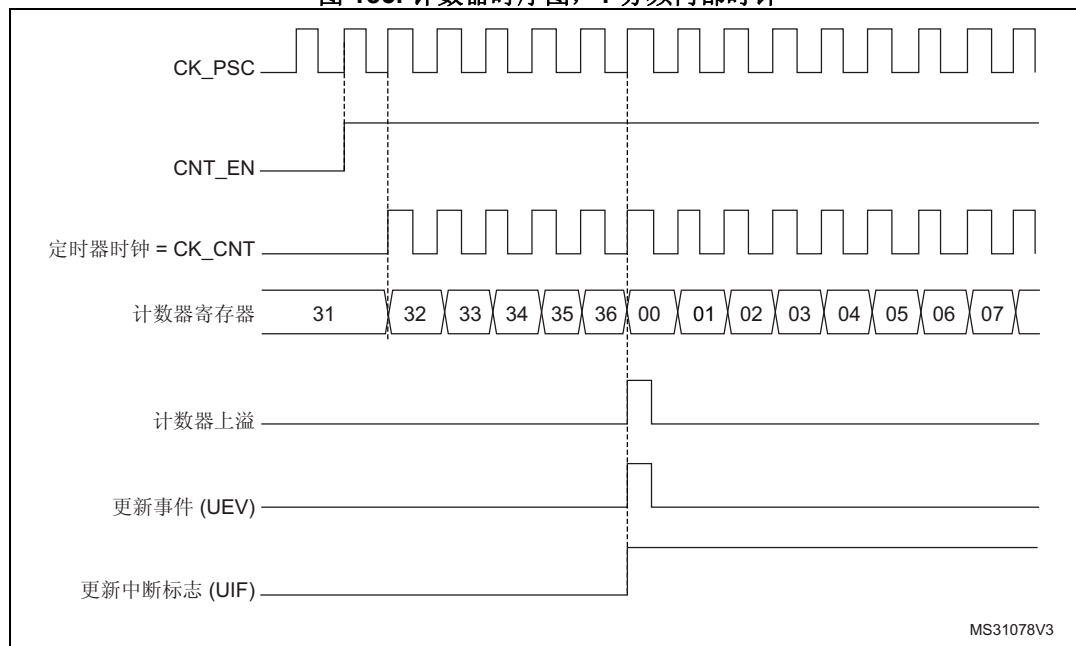 CK_PSC
CNT_EN
定时器时钟 = CK_CNT
计数器寄存器 31 32 33 34 35 36 00 01 02 03 04 05 06 07
计数器上溢
更新事件 (UEV)
更新中断标志 (UIF)
MS31078V3